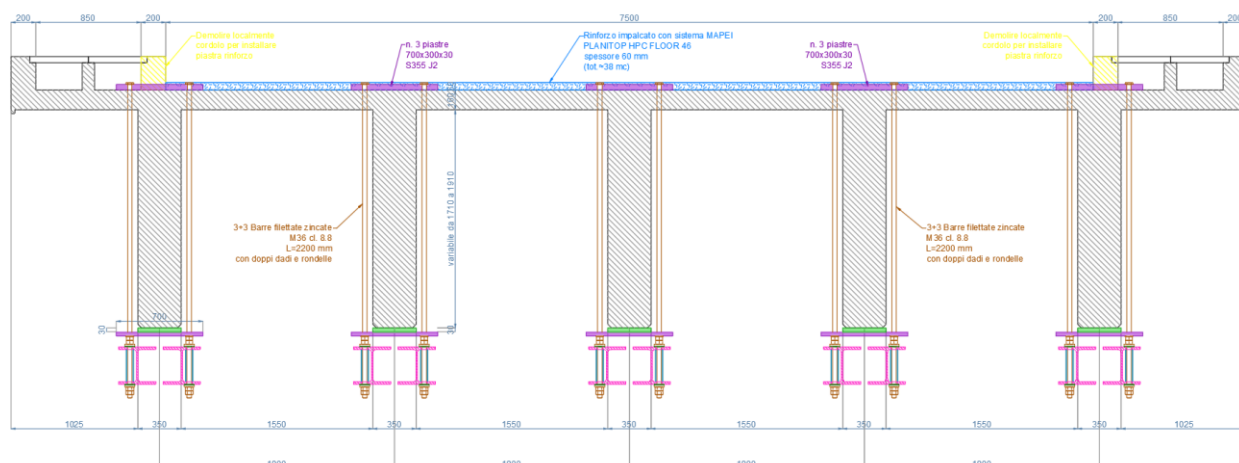 200
850
200
7500
200
850
200
Demolire localmente
cordolo per installare
piastre rinforzo
n. 3 piastre
700x300x30
S355 J2
Rinforzo impalcato con sistema MAPEI
PLANITOP HPC FLOOR 46
spessore 60 mm
(tot.≈38 mc)
n. 3 piastre
700x300x30
S355 J2
Demolire localmente
cordolo per installare
piastre rinforzo
variabile da 1710 a 1910
3+3 Barre filettate zincate
M36 cl. 8.8
L=2200 mm
con doppi dadi e rondelle
3+3 Barre filettate zincate
M36 cl. 8.8
L=2200 mm
con doppi dadi e rondelle
700
30
30
1025
350
1550
350
1550
350
1550
350
1550
350
1025